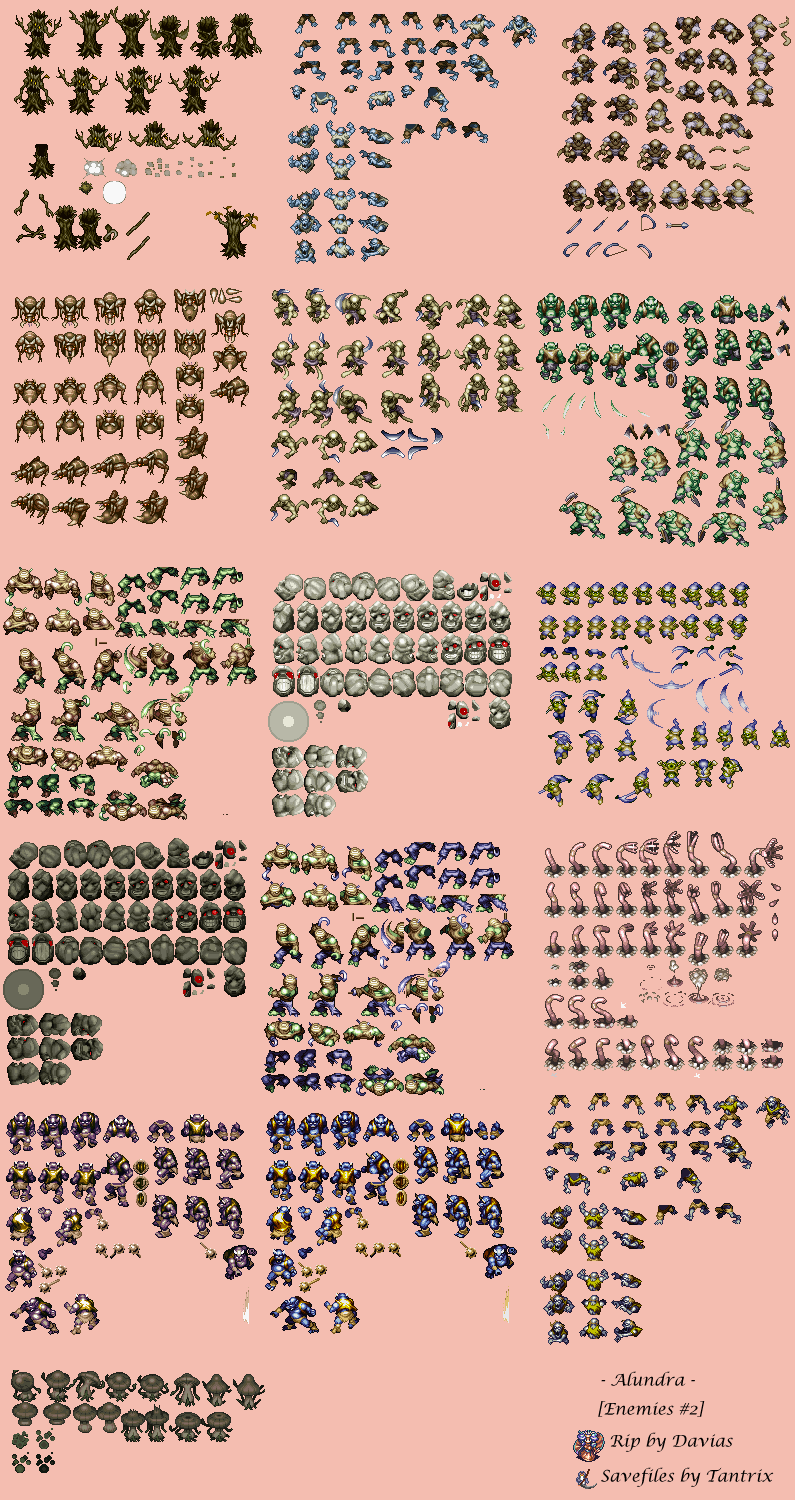 - Alundra -
[Enemies #2]
Rip by Davias
Savefiles by Tantrix